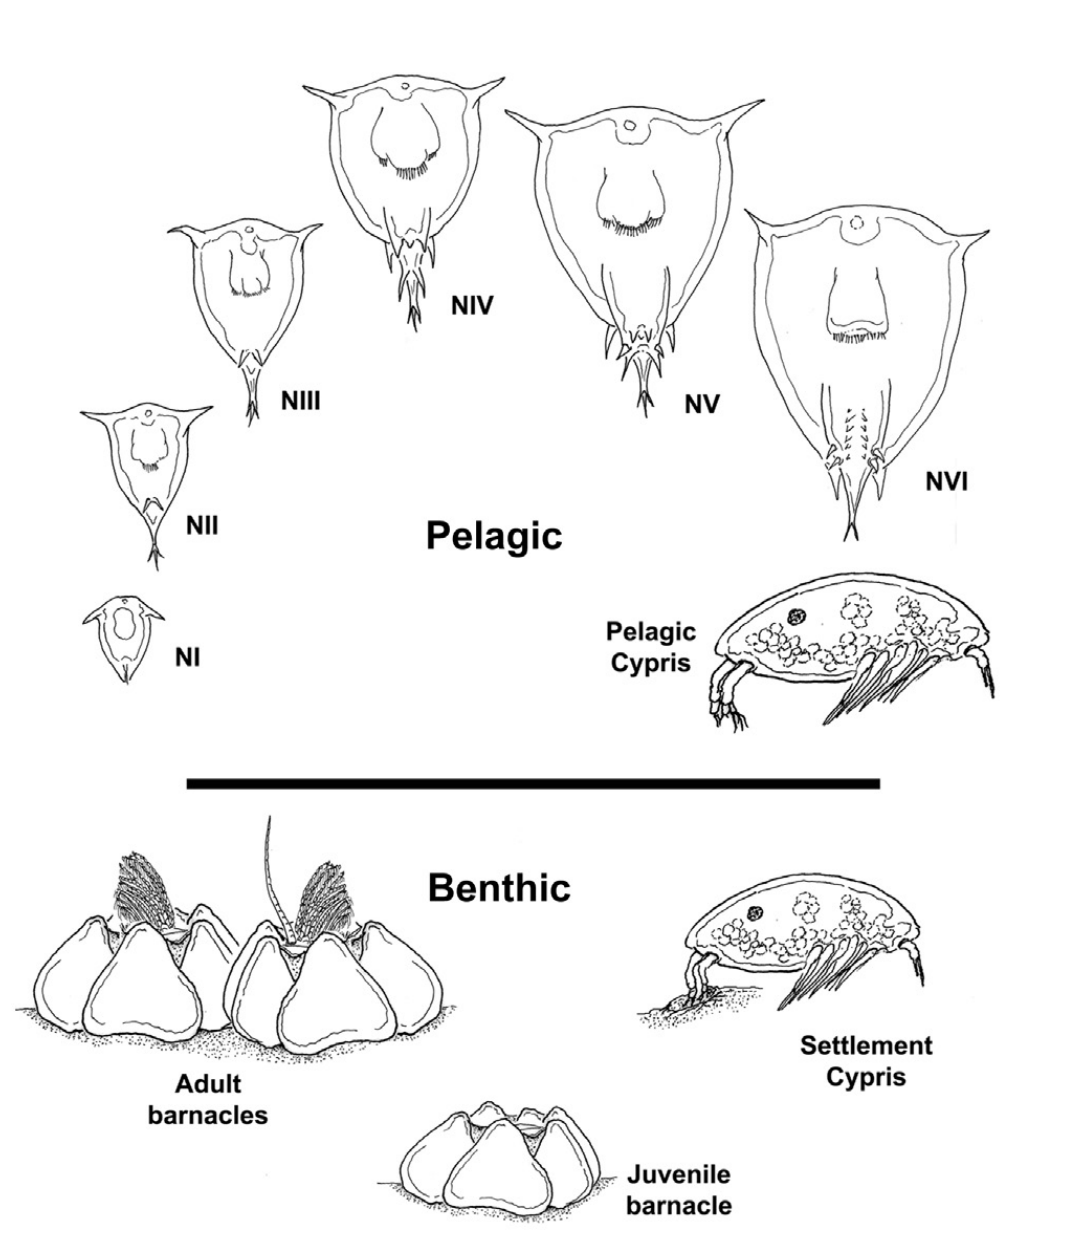 NIV
NIII
NV
NVI
NII
Pelagic
NI
Pelagic
Cypris
Benthic
Settlement
Cypris
Adult
barnacles
Juvenile
barnacle